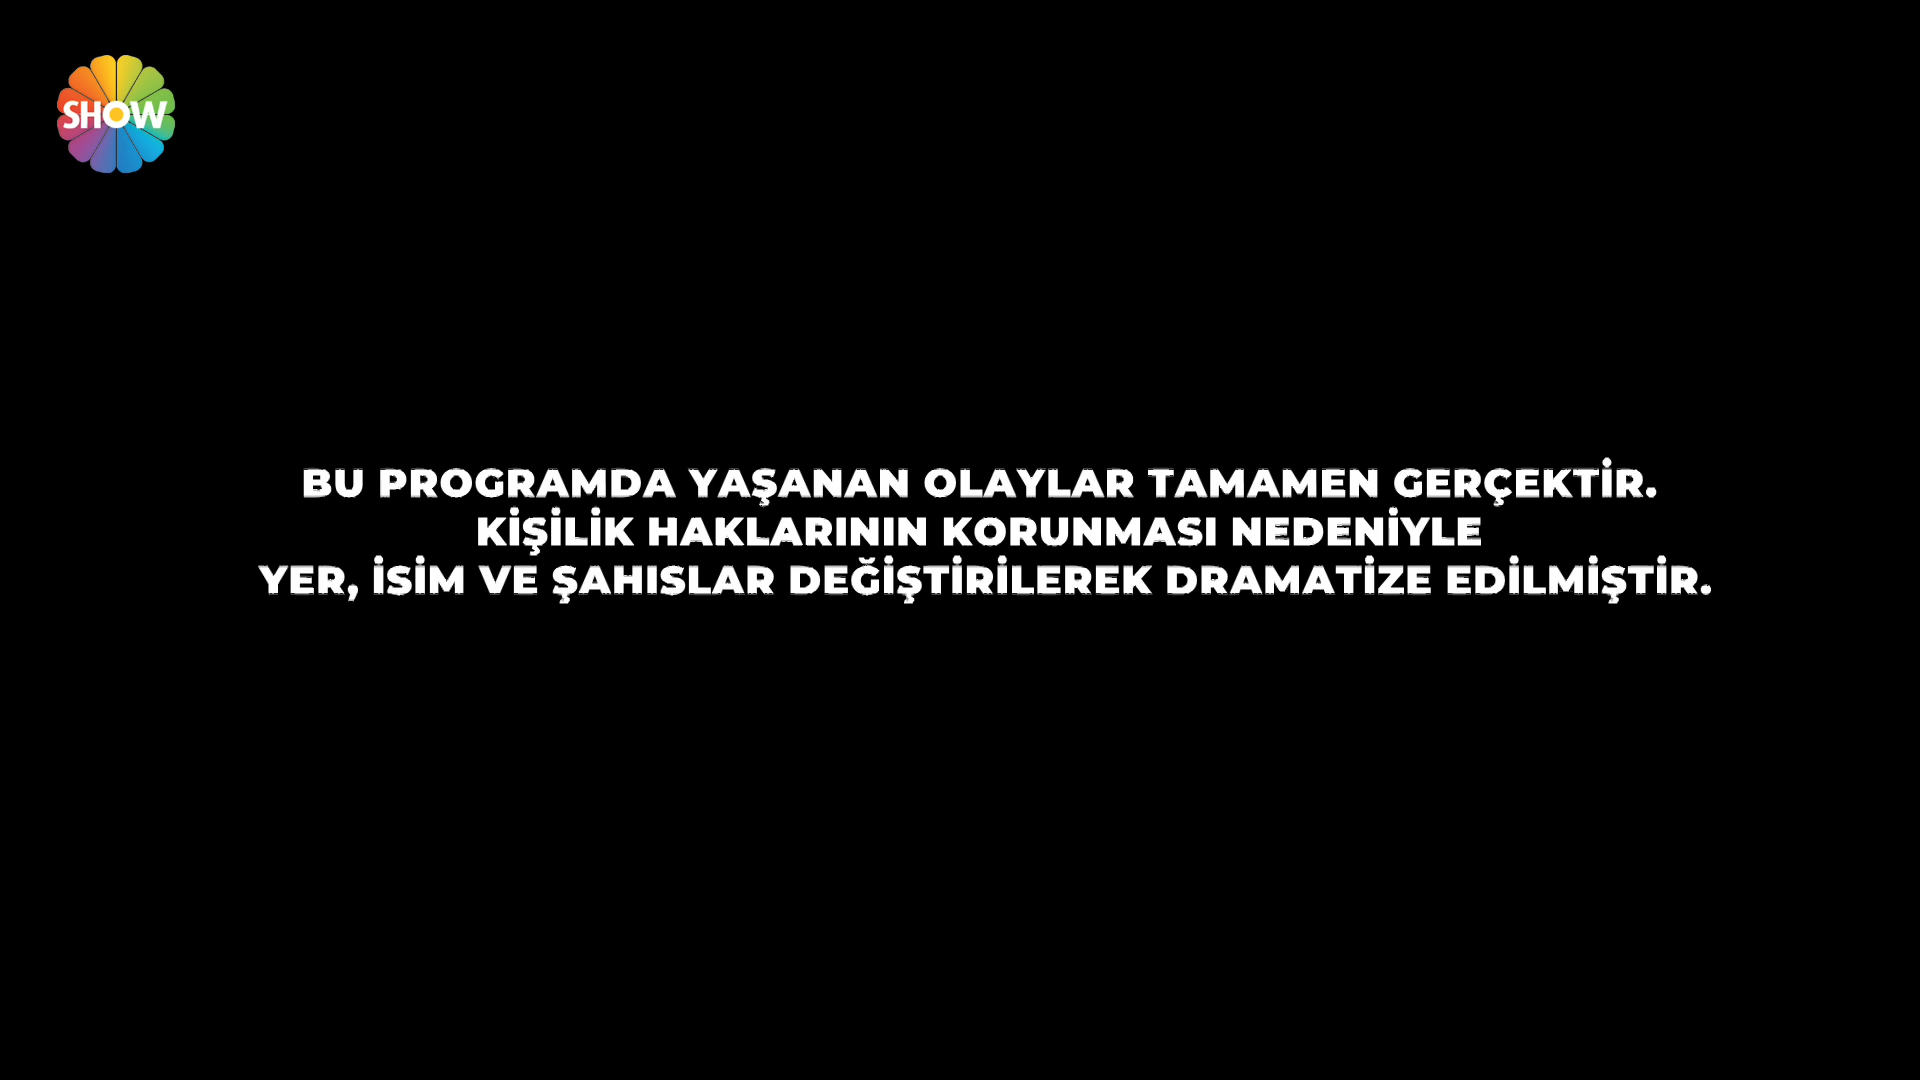 SHOW
BU PROGRAMDA YAŞANAN OLAYLAR TAMAMEN GERÇEKTİR.
KİŞİLİK HAKLARININ KORUNMASI NEDENİYLE
YER, İSİM VE ŞAHISLAR DEĞİŞTİRİLEREK DRAMATİZE EDİLMİŞTİR.